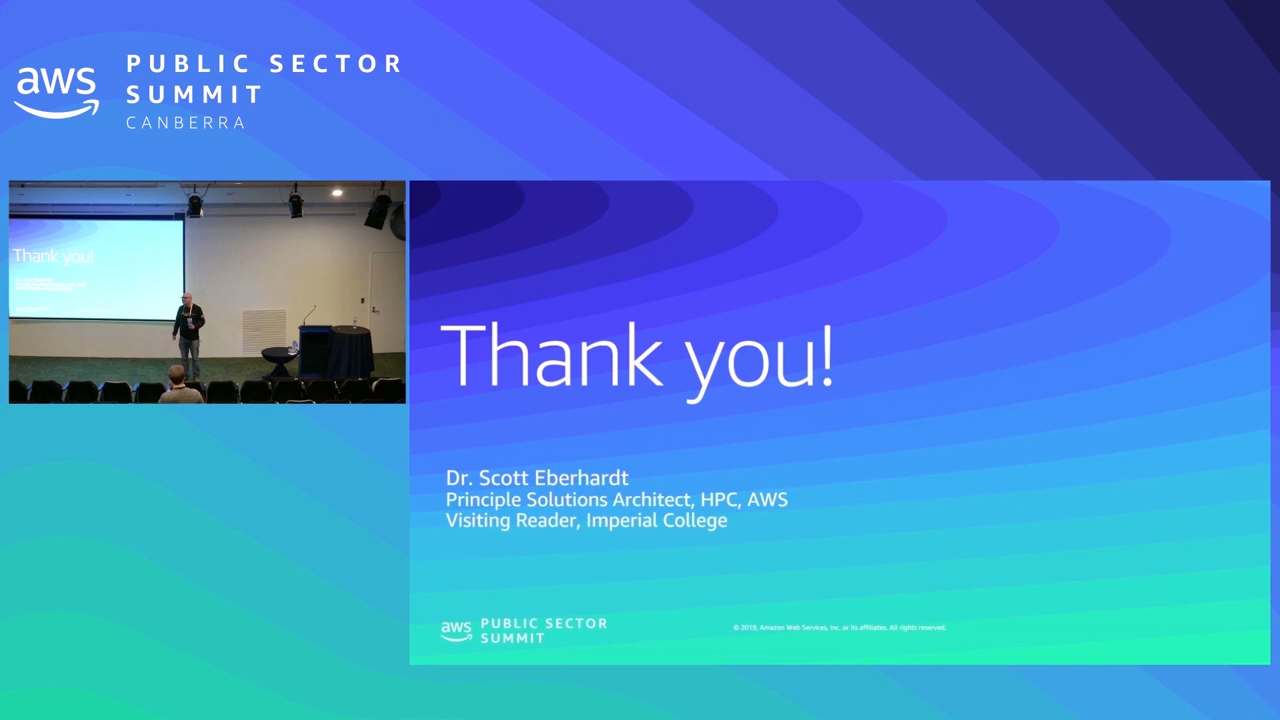 aws
PUBLIC SECTOR
SUMMIT
CANBERRA
Thank you!
Thank you!
Dr. Scott Eberhardt
Principle Solutions Architect, HPC, AWS
Visiting Reader, Imperial College
aws
PUBLIC SECTOR
SUMMIT
© 2019, Amazon Web Services, Inc. or its affiliates. All rights reserved.